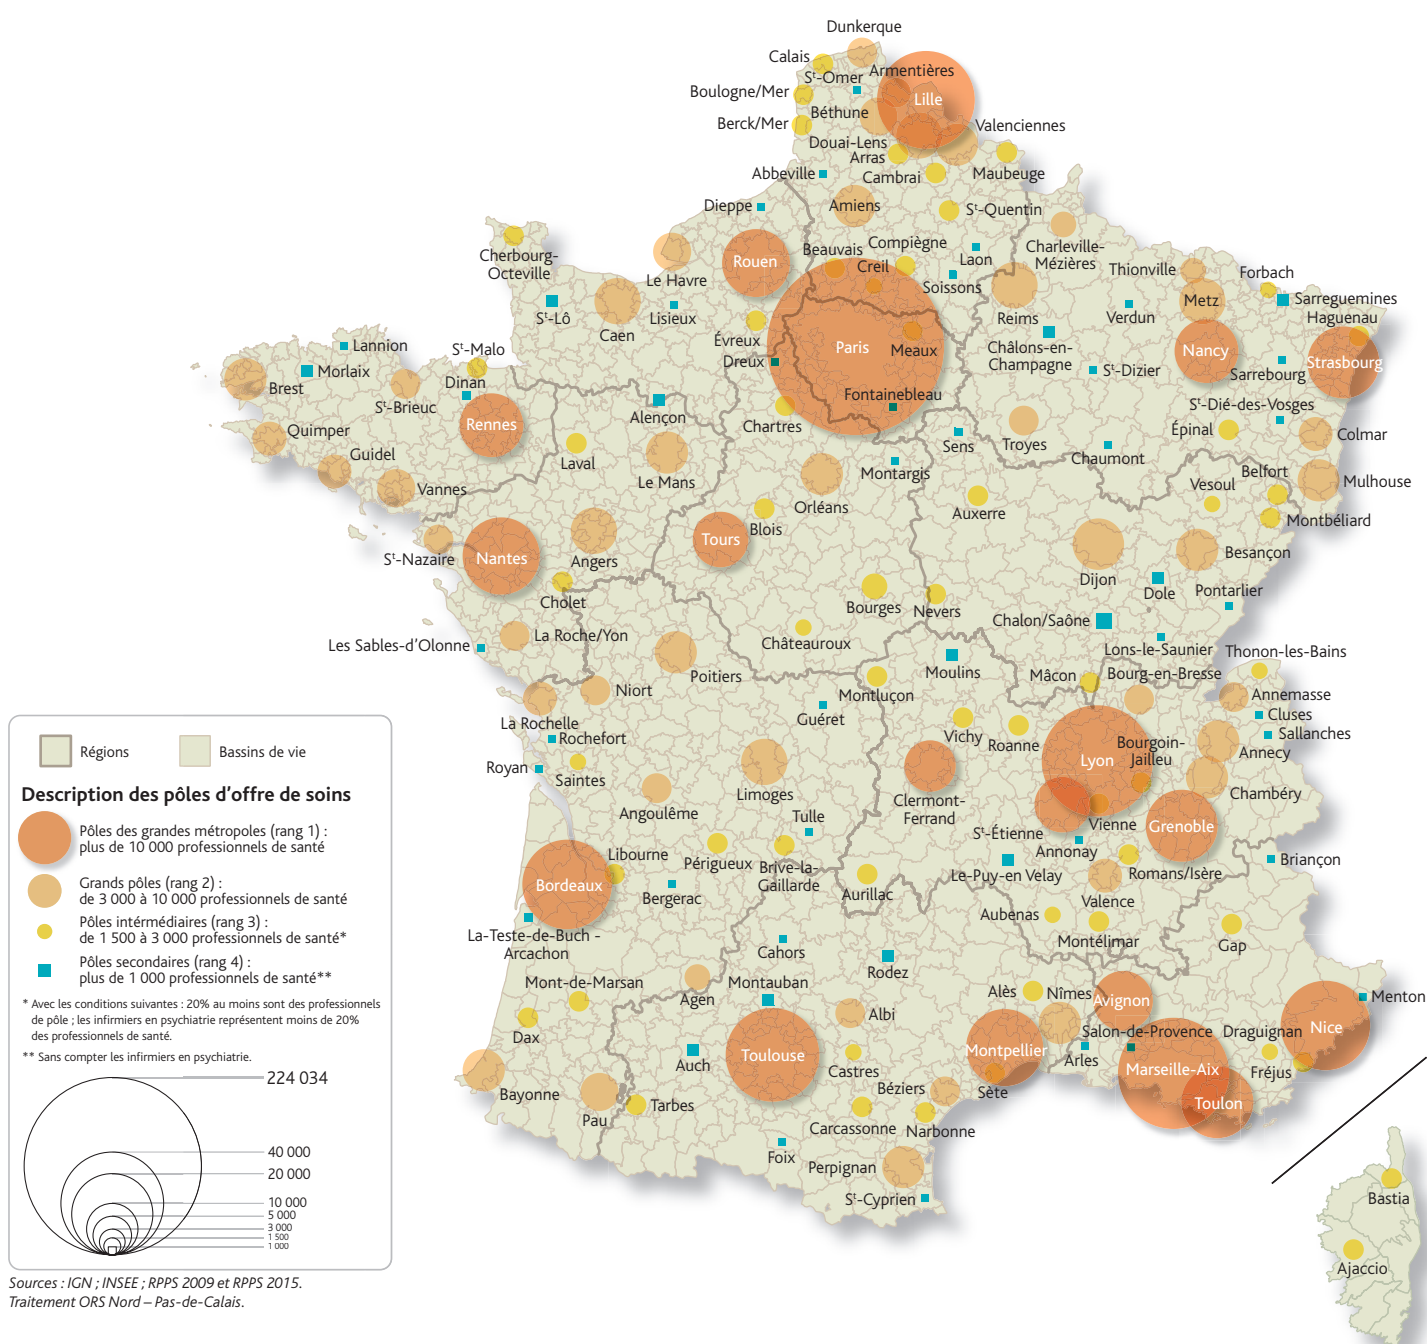 Dunkerque
Calais
Sᵗ-Omer
Armentières
Boulogne/Mer
Lille
Béthune
Berck/Mer
Valenciennes
Douai-Lens
Arras
Maubeuge
Abbeville
Cambrai
Dieppe
Amiens
Sᵗ-Quentin
Cherbourg-
Octeville
Rouen
Beauvais
Compiègne
Creil
Laon
Charleville-
Mézières
Thionville
Forbach
Le Havre
Soissons
Metz
Sarreguemines
Haguenau
Sᵗ-Lô
Caen
Lisieux
Évreux
Reims
Verdun
Lannion
Sᵗ-Malo
Dreux
Paris
Meaux
Châlons-en-
Champagne
Nancy
Strasbourg
Morlaix
Brest
Dinan
Sᵗ-Brieuc
Alençon
Fontainebleau
Sᵗ-Dizier
Sarrebourg
Sᵗ-Dié-des-Vosges
Quimper
Rennes
Chartres
Sens
Troyes
Épinal
Colmar
Guidel
Laval
Le Mans
Montargis
Chaumont
Belfort
Vesoul
Mulhouse
Vannes
Orléans
Auxerre
Montbéliard
Sᵗ-Nazaire
Nantes
Angers
Tours
Blois
Dijon
Besançon
Cholet
Bourges
Nevers
Dole
Pontarlier
Les Sables-d’Olonne
La Roche/Yon
Châteauroux
Chalon/Saône
Lons-le-Saunier
Thonon-les-Bains
Poitiers
Moulins
Mâcon
Bourg-en-Bresse
Niort
Montluçon
Annemasse
La Rochelle
Guéret
Cluses
Rochefort
Vichy
Roanne
Sallanches
Royan
Saintes
Lyon
Bourgoin-
Jailleu
Annecy
Angoulême
Limoges
Clermont-
Ferrand
Chambéry
Tulle
Sᵗ-Étienne
Vienne
Grenoble
Libourne
Périgueux
Brive-la-
Gaillarde
Annonay
Briançon
Bordeaux
Bergerac
Aurillac
Le-Puy-en Velay
Romans/Isère
Valence
Aubenas
Montélimar
Gap
La-Teste-de-Buch -
Arcachon
Cahors
Rodez
Mont-de-Marsan
Agen
Montauban
Alès
Nîmes
Avignon
Menton
Dax
Albi
Salon-de-Provence
Draguignan
Nice
Auch
Toulouse
Castres
Montpellier
Arles
Marseille-Aix
Fréjus
Bayonne
Pau
Tarbes
Béziers
Sète
Toulon
Carcassonne
Narbonne
Foix
Perpignan
Sᵗ-Cyprien
Bastia
Ajaccio
Régions
Bassins de vie
Description des pôles d’offre de soins
Pôles des grandes métropoles (rang 1) :
plus de 10 000 professionnels de santé
Grands pôles (rang 2) :
de 3 000 à 10 000 professionnels de santé
Pôles intérmédiaires (rang 3) :
de 1 500 à 3 000 professionnels de santé*
Pôles secondaires (rang 4) :
plus de 1 000 professionnels de santé**
* Avec les conditions suivantes : 20% au moins sont des professionnels
de pôle ; les infirmiers en psychiatrie représentent moins de 20%
des professionnels de santé.
** Sans compter les infirmiers en psychiatrie.
224 034
40 000
20 000
10 000
5 000
3 000
1 500
1 000
Sources : IGN ; INSEE ; RPPS 2009 et RPPS 2015.
Traitement ORS Nord – Pas-de-Calais.